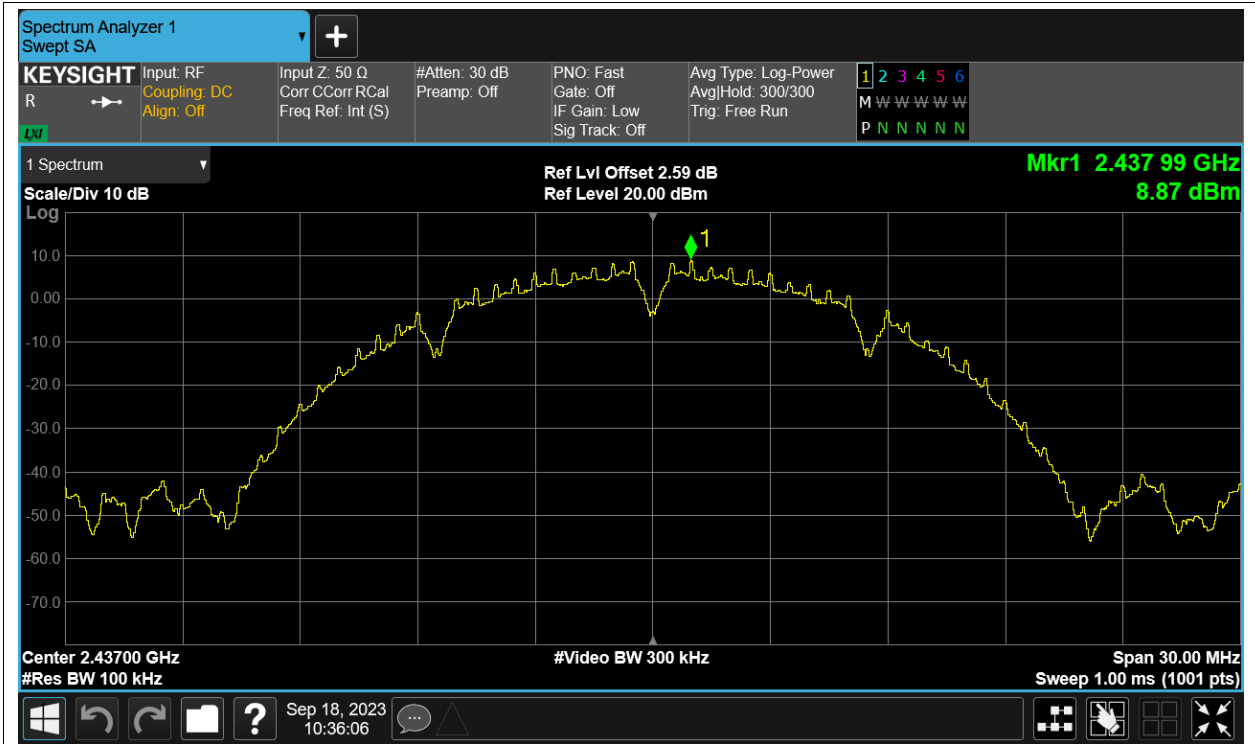 Spectrum Analyzer 1
Swept SA
KEYSIGHT
R
LXI
Input: RF
Coupling: DC
Align: Off
Input Z: 50 Ω
Corr CCorr RCal
Freq Ref: Int (S)
#Atten: 30 dB
Preamp: Off
PNO: Fast
Gate: Off
IF Gain: Low
Sig Track: Off
Avg Type: Log-Power
Avg|Hold: 300/300
Trig: Free Run
1 2 3 4 5 6
M W W W W W W
P N N N N N
1 Spectrum
Scale/Div 10 dB
Log
Ref Lvl Offset 2.59 dB
Ref Level 20.00 dBm
Mkr1 2.437 99 GHz
8.87 dBm
1
10.0
0.00
-10.0
-20.0
-30.0
-40.0
-50.0
-60.0
-70.0
Center 2.43700 GHz
#Res BW 100 kHz
#Video BW 300 kHz
Span 30.00 MHz
Sweep 1.00 ms (1001 pts)
?
Sep 18, 2023
10:36:06